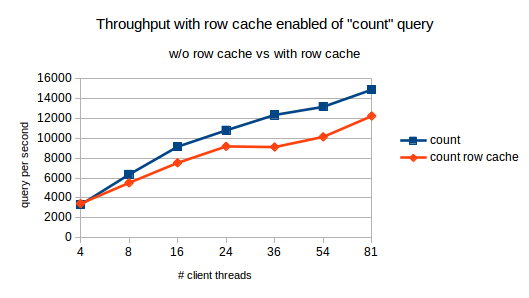 Throughput with row cache enabled of "count" query
w/o row cache vs with row cache
query per second
16000
14000
12000
10000
8000
6000
4000
2000
0
4 8 16 24 36 54 81
# client threads
count
count row cache